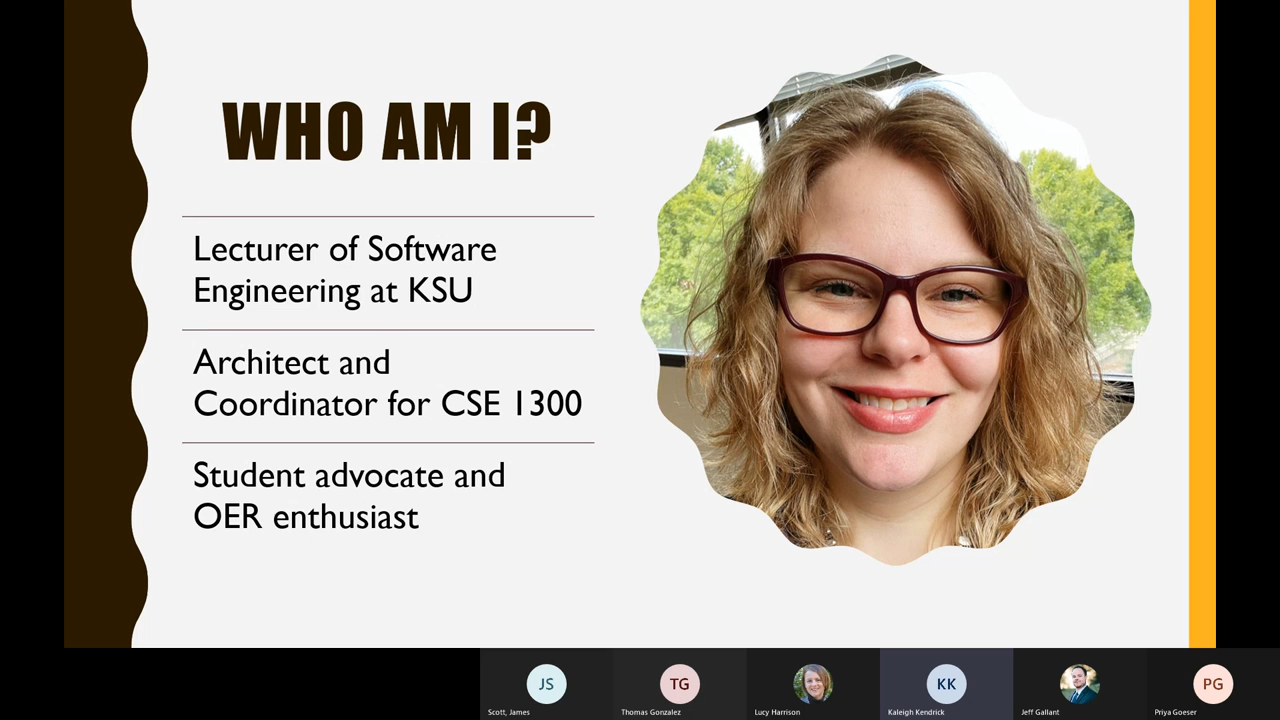 WHO AM I?
Lecturer of Software
Engineering at KSU
Architect and
Coordinator for CSE 1300
Student advocate and
OER enthusiast
JS
TG
KK
PG
Scott, James
Thomas Gonzalez
Lucy Harrison
Kaleigh Kendrick
Jeff Gallant
Priya Goeser